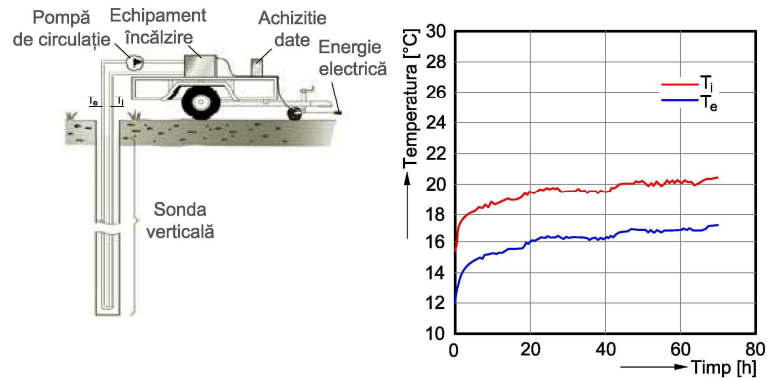 Pompă
de circulație
Echipament
încălzire
Achizitie
date
Energie
electrică
Te
Ti
Sonda
verticală
Temperatura [°C]
30
28
26
24
22
20
18
16
14
12
10
Ti
Te
0
20
40
60
80
Timp [h]